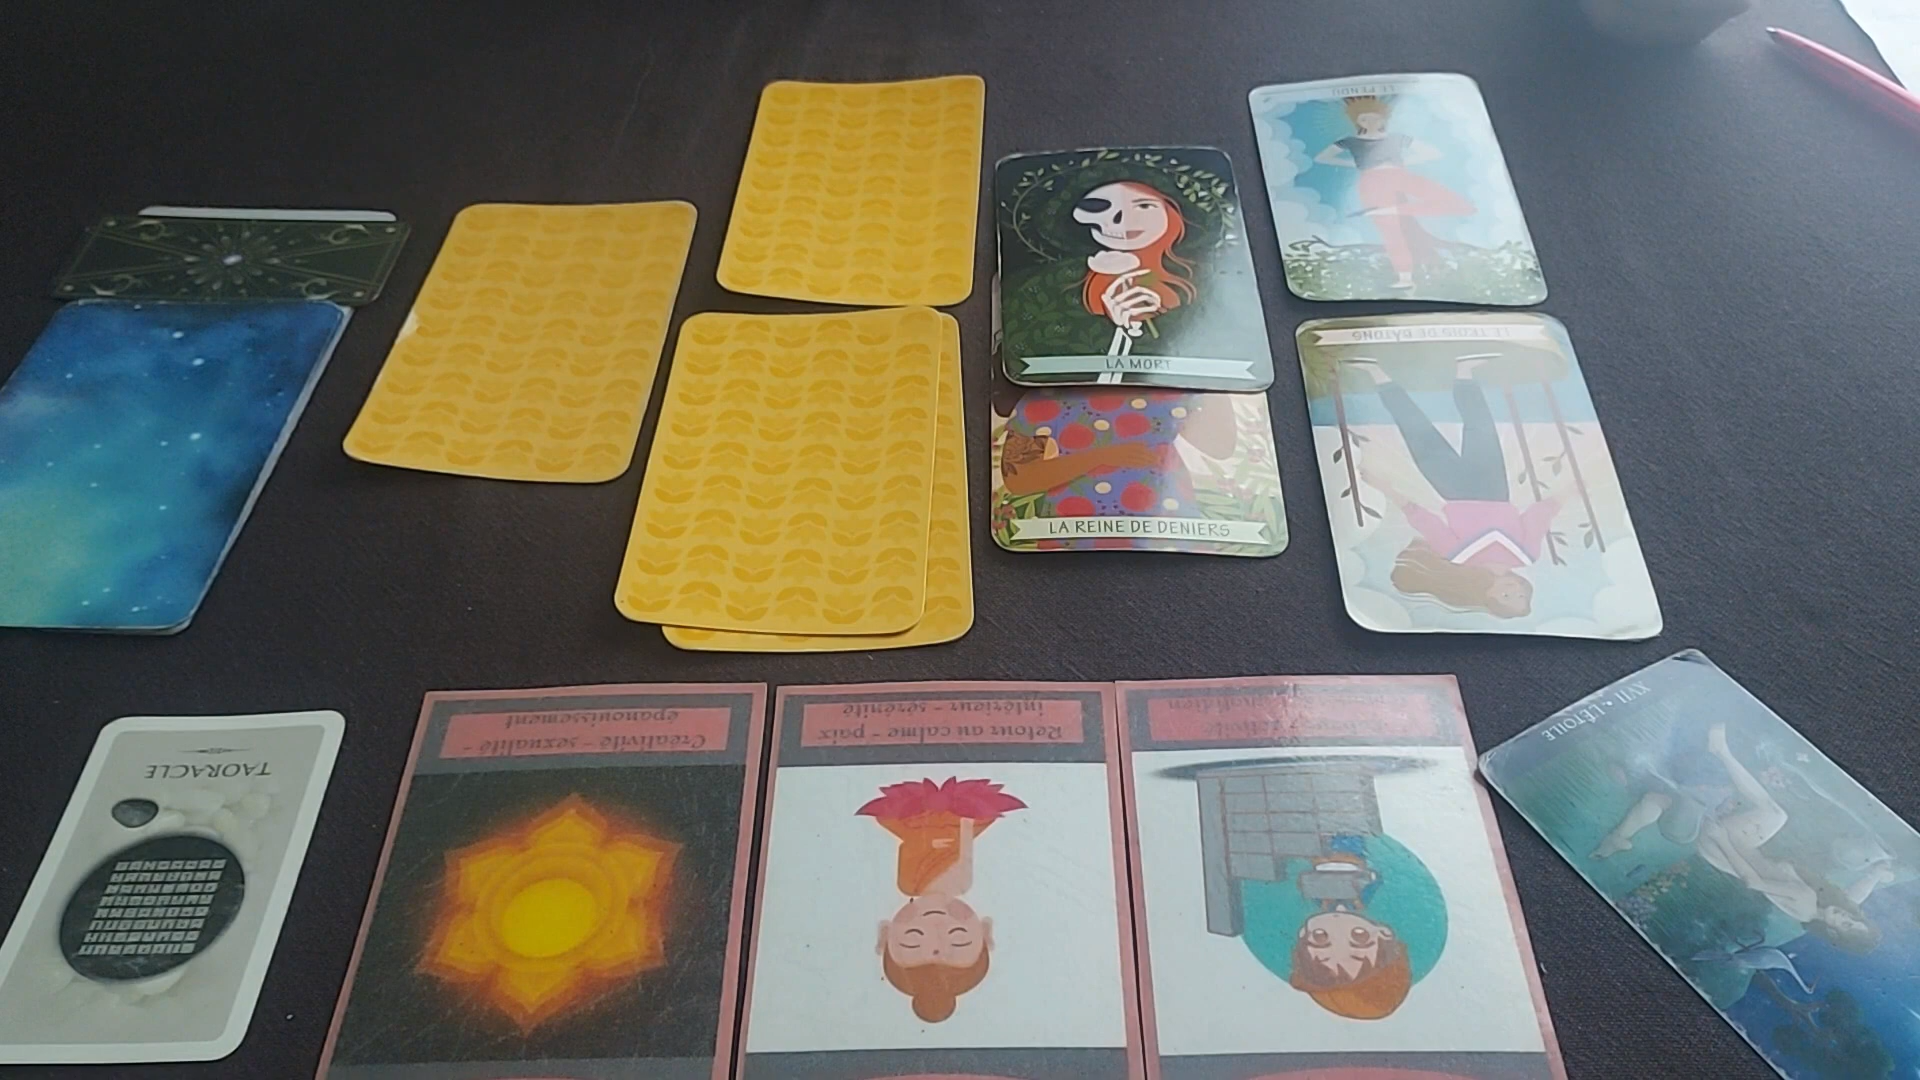 LE PENDU
LA MORT
LE TROIS DE BÂTONS
LA REINE DE DENIERS
TAORACLE
Créativité - sexualité -
épanouissement
Retour au calme - paix
intérieur - sérénité
quotidien
XVII • L'ÉTOILE